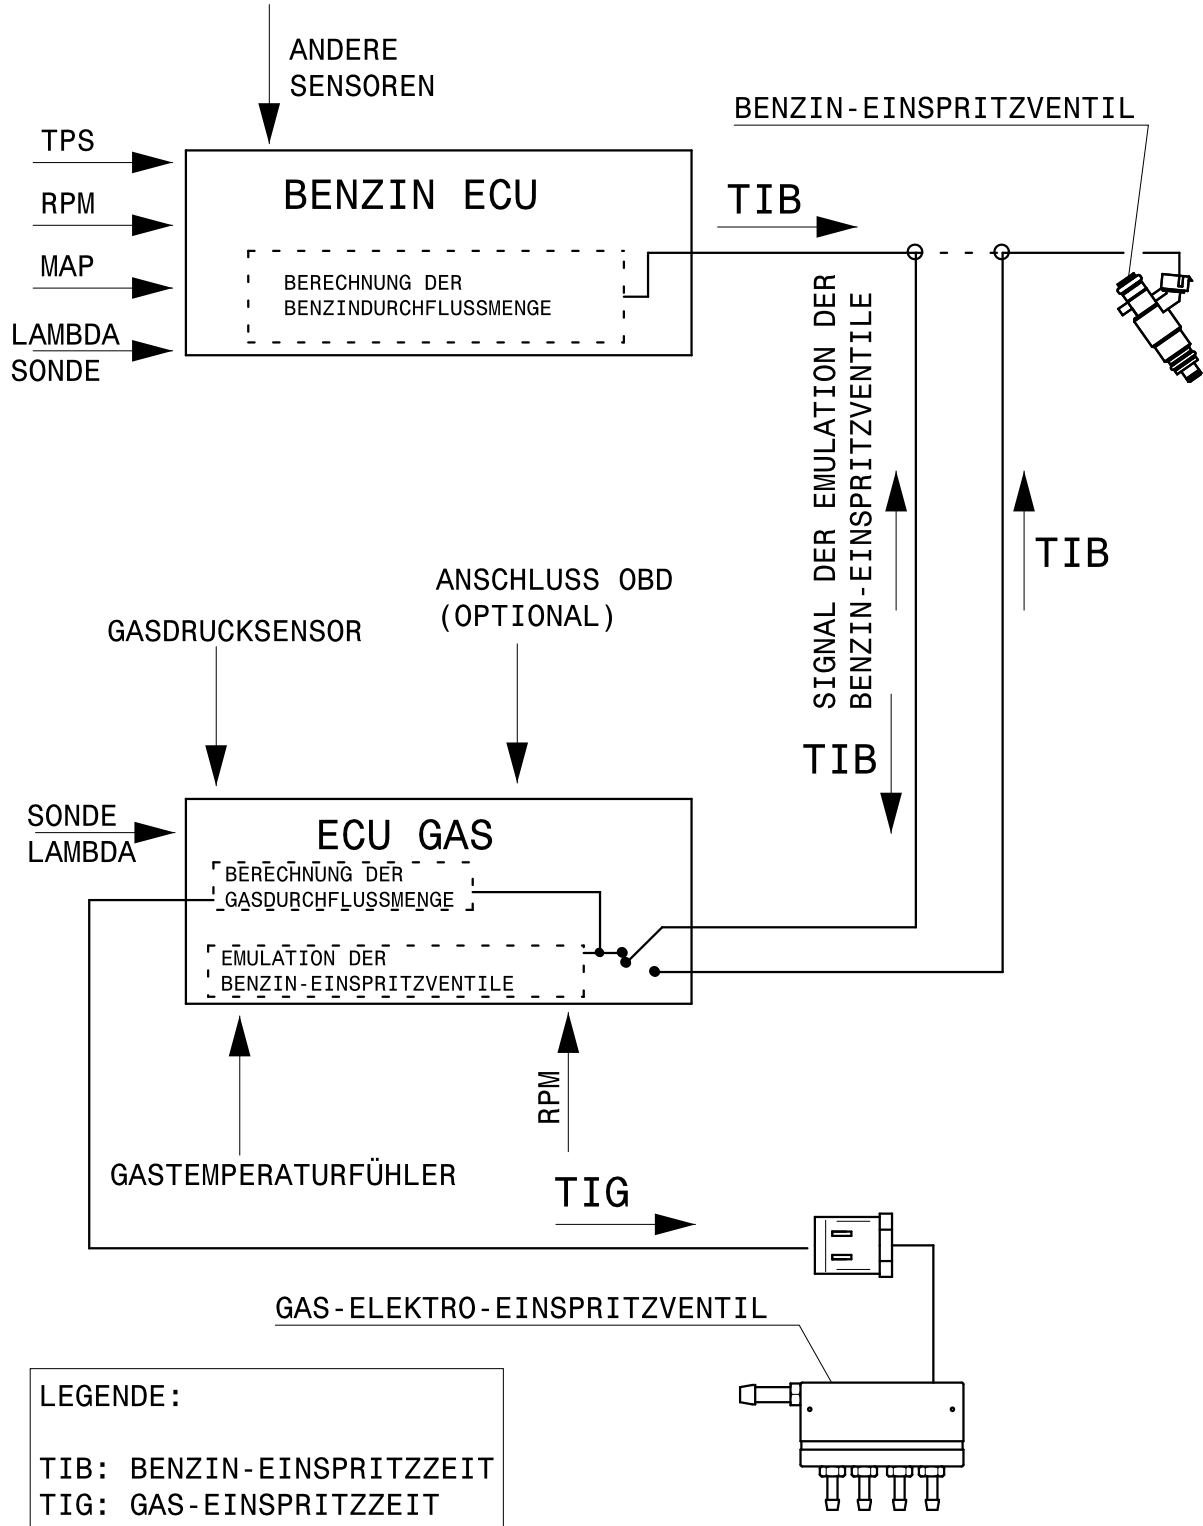 ANDERE
SENSOREN
BENZIN-EINSPRITZVENTIL
TPS
RPM
MAP
LAMBDA
SONDE
BENZIN ECU
BERECHNUNG DER
BENZINDURCHFLUSSMENGE
TIB
SIGNAL DER EMULATION DER
BENZIN-EINSPRITZVENTILE
TIB
TIB
ANSCHLUSS OBD
(OPTIONAL)
GASDRUCKSENSOR
SONDE
LAMBDA
ECU GAS
BERECHNUNG DER
GASDURCHFLUSSMENGE
EMULATION DER
BENZIN-EINSPRITZVENTILE
RPM
GASTEMPERATURFÜHLER
TIG
GAS-ELEKTRO-EINSPRITZVENTIL
LEGENDE:
TIB: BENZIN-EINSPRITZZEIT
TIG: GAS-EINSPRITZZEIT